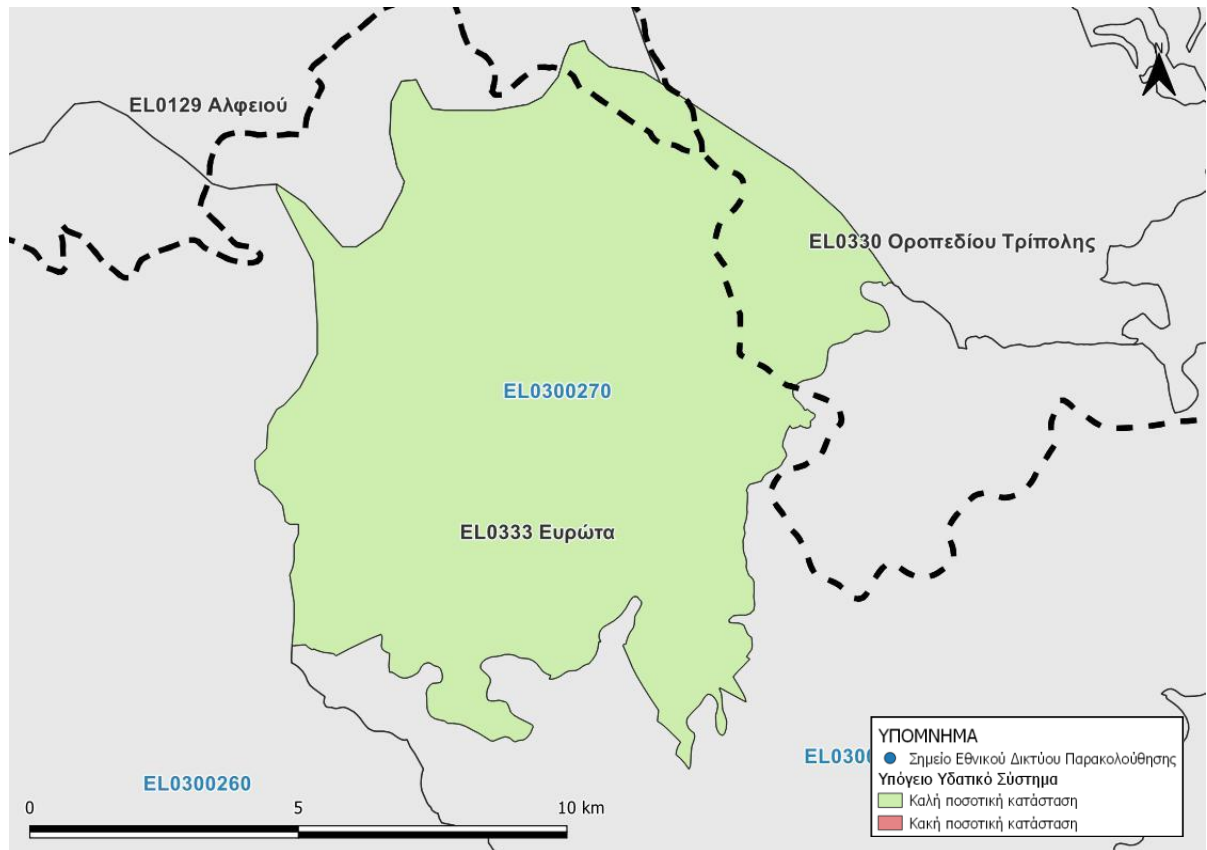 N
EL0129 Αλφειού
EL0330 Οροπεδίου Τρίπολης
EL0300270
EL0333 Ευρώτα
EL0300260
EL0300
0 5 10 km
ΥΠΟΜΝΗΜΑ
Σημείο Εθνικού Δικτύου Παρακολούθησης
Υπόγειο Υδατικό Σύστημα
Καλή ποσοτική κατάσταση
Κακή ποσοτική κατάσταση